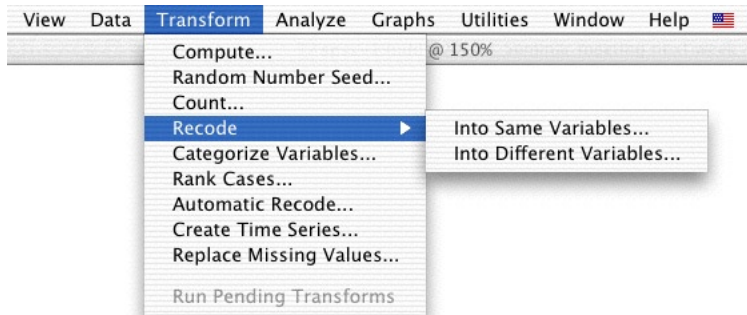 View Data Transform Analyze Graphs Utilities Window Help
@ 150%
Compute...
Random Number Seed...
Count...
Recode
Into Same Variables...
Categorize Variables...
Into Different Variables...
Rank Cases...
Automatic Recode...
Create Time Series...
Replace Missing Values...
Run Pending Transforms